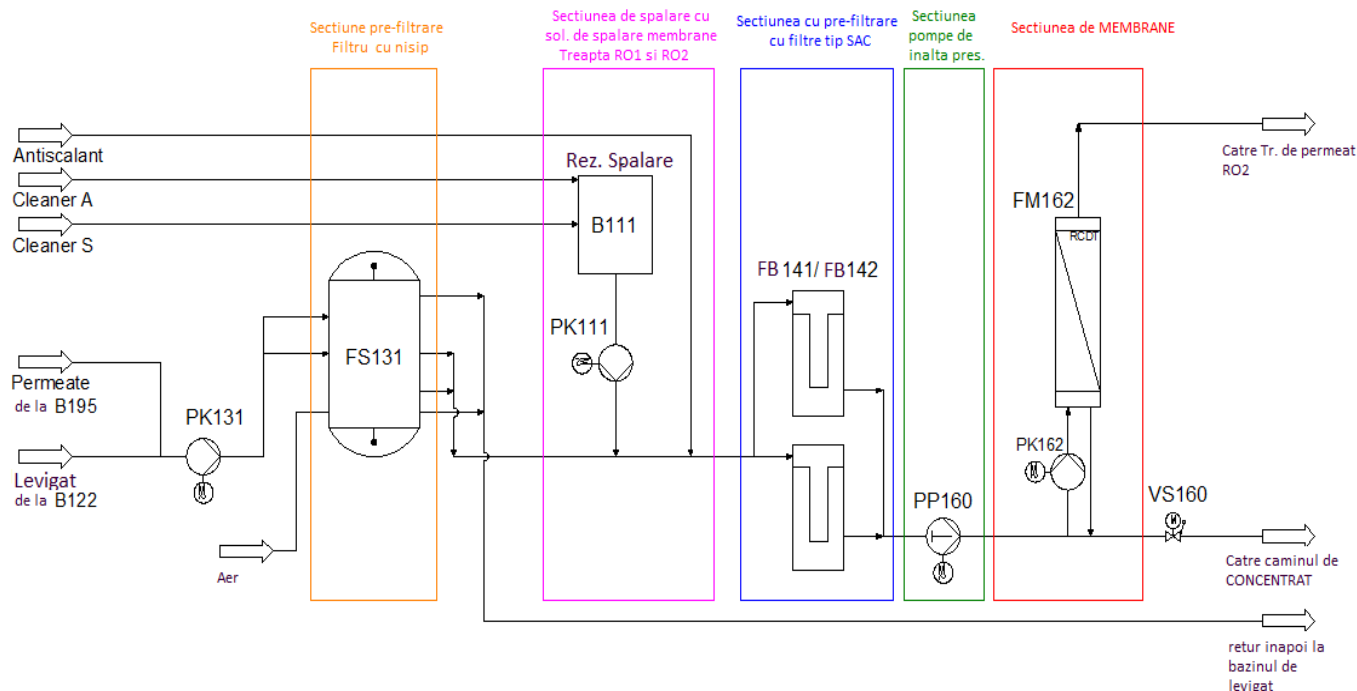 Sectiune pre-filtrare
Filtru cu nisip
Sectiunea de spalare cu
sol. de spalare membrane
Treapta RO1 si RO2
Sectiunea cu pre-filtrare
cu filtre tip SAC
Sectiunea
pompe de
inalta pres.
Sectiunea de MEMBRANE
Antiscalant
Cleaner A
Cleaner S
Rez. Spalare
B111
PK111
FS131
Permeate
de la B195
PK131
Levigat
de la B122
Aer
FB 141/ FB142
PP160
FM162
RCDT
PK162
VS160
M
Catre Tr. de permeat
RO2
Catre caminul de
CONCENTRAT
retur inapoi la
bazinul de
levigat